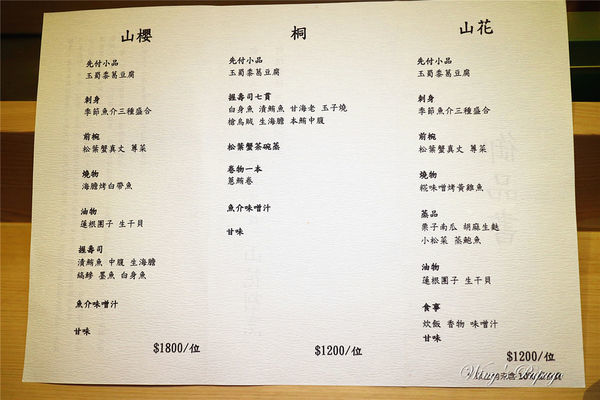 山櫻
先付小品
玉蜀黍葛豆腐
刺身
季節魚介三種盛合
前椀
松葉蟹真丈 蓴菜
燒物
海膽烤白帶魚
油物
蓮根團子 生干貝
握壽司
漬鮪魚 中腹 生海膽
縞鰺 墨魚 白身魚
魚介味噌汁
甘味
$1800/位
桐
先付小品
玉蜀黍葛豆腐
握壽司七貫
白身魚 漬鮪魚 甘海老 玉子燒
槍烏賊 生海膽 本鮪中腹
松葉蟹茶碗蒸
卷物一本
蔥鮪卷
魚介味噌汁
甘味
$1200/位
山花
先付小品
玉蜀黍葛豆腐
刺身
季節魚介三種盛合
前椀
松葉蟹真丈 蓴菜
燒物
糀味噌烤黃雞魚
蒸品
栗子南瓜 胡麻生麩
小松菜 蒸鮑魚
油物
蓮根團子 生干貝
食事
炊飯 香物 味噌汁
甘味
$1200/位